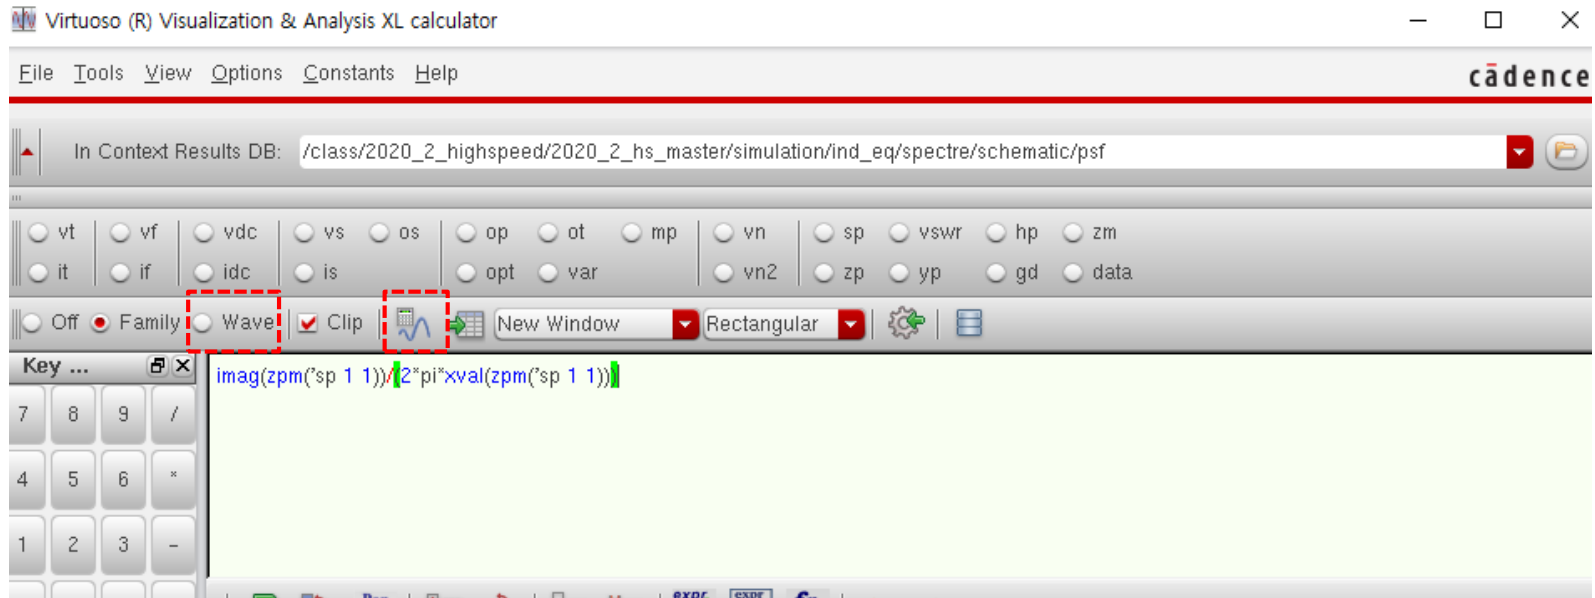 Virtuoso (R) Visualization & Analysis XL calculator
File Tools View Options Constants Help
cādence
In Context Results DB: /class/2020_2_highspeed/2020_2_hs_master/simulation/ind_eq/spectre/schematic/psf
vt vf vdc vs os op ot mp vn sp vswr hp zm
it if idc is opt var vn2 zp yp gd data
Off Family Wave Clip New Window Rectangular
Key ...
imag(zpm('sp 1 1))/(2*pi*xval(zpm('sp 1 1)))
7 8 9 /
4 5 6 *
1 2 3 -